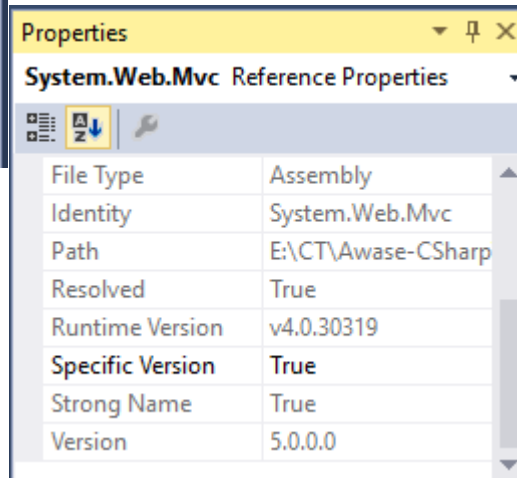 Properties
System.Web.Mvc Reference Properties
File Type Assembly
Identity System.Web.Mvc
Path E:\CT\Awase-CSharp
Resolved True
Runtime Version v4.0.30319
Specific Version True
Strong Name True
Version 5.0.0.0